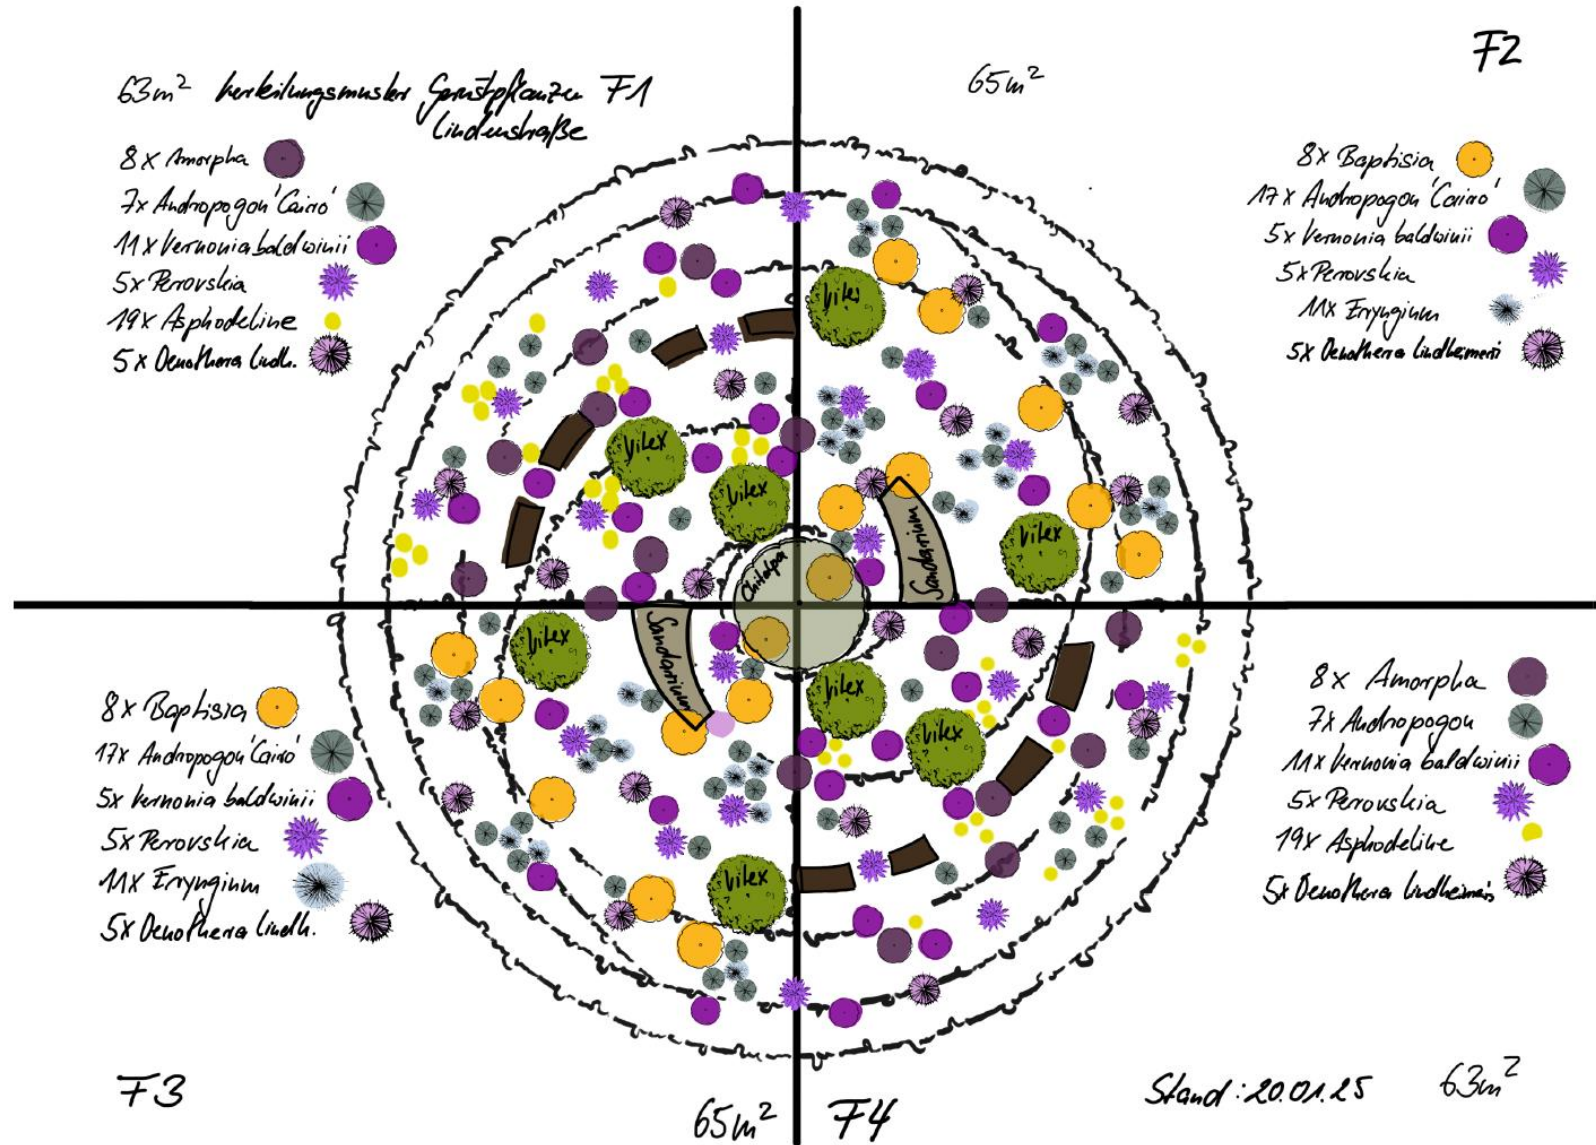 63m² Verteilungsmuster Gerüstpflanzen F1
Lindenstraße
8x Amorpha
7x Andropogon 'Cairó'
11x Vernonia baldwinii
5x Perovskia
19x Asphodeline
5x Oenothera lindh.
65m²
F2
8x Baptisia
17x Andropogon 'Cairó'
5x Vernonia baldwinii
5x Perovskia
11x Eryngium
5x Oenothera lindheimeri
Vitex
Vitex
Vitex
Vitex
Chitalpa
Sandarium
Sandarium
Vitex
Vitex
Vitex
Vitex
8x Baptisia
17x Andropogon 'Cairó'
5x Vernonia baldwinii
5x Perovskia
11x Eryngium
5x Oenothera lindh.
F3
65m²
8x Amorpha
7x Andropogon
11x Vernonia baldwinii
5x Perovskia
19x Asphodeline
5x Oenothera lindheimeri
F4
Stand: 20.01.25
63m²